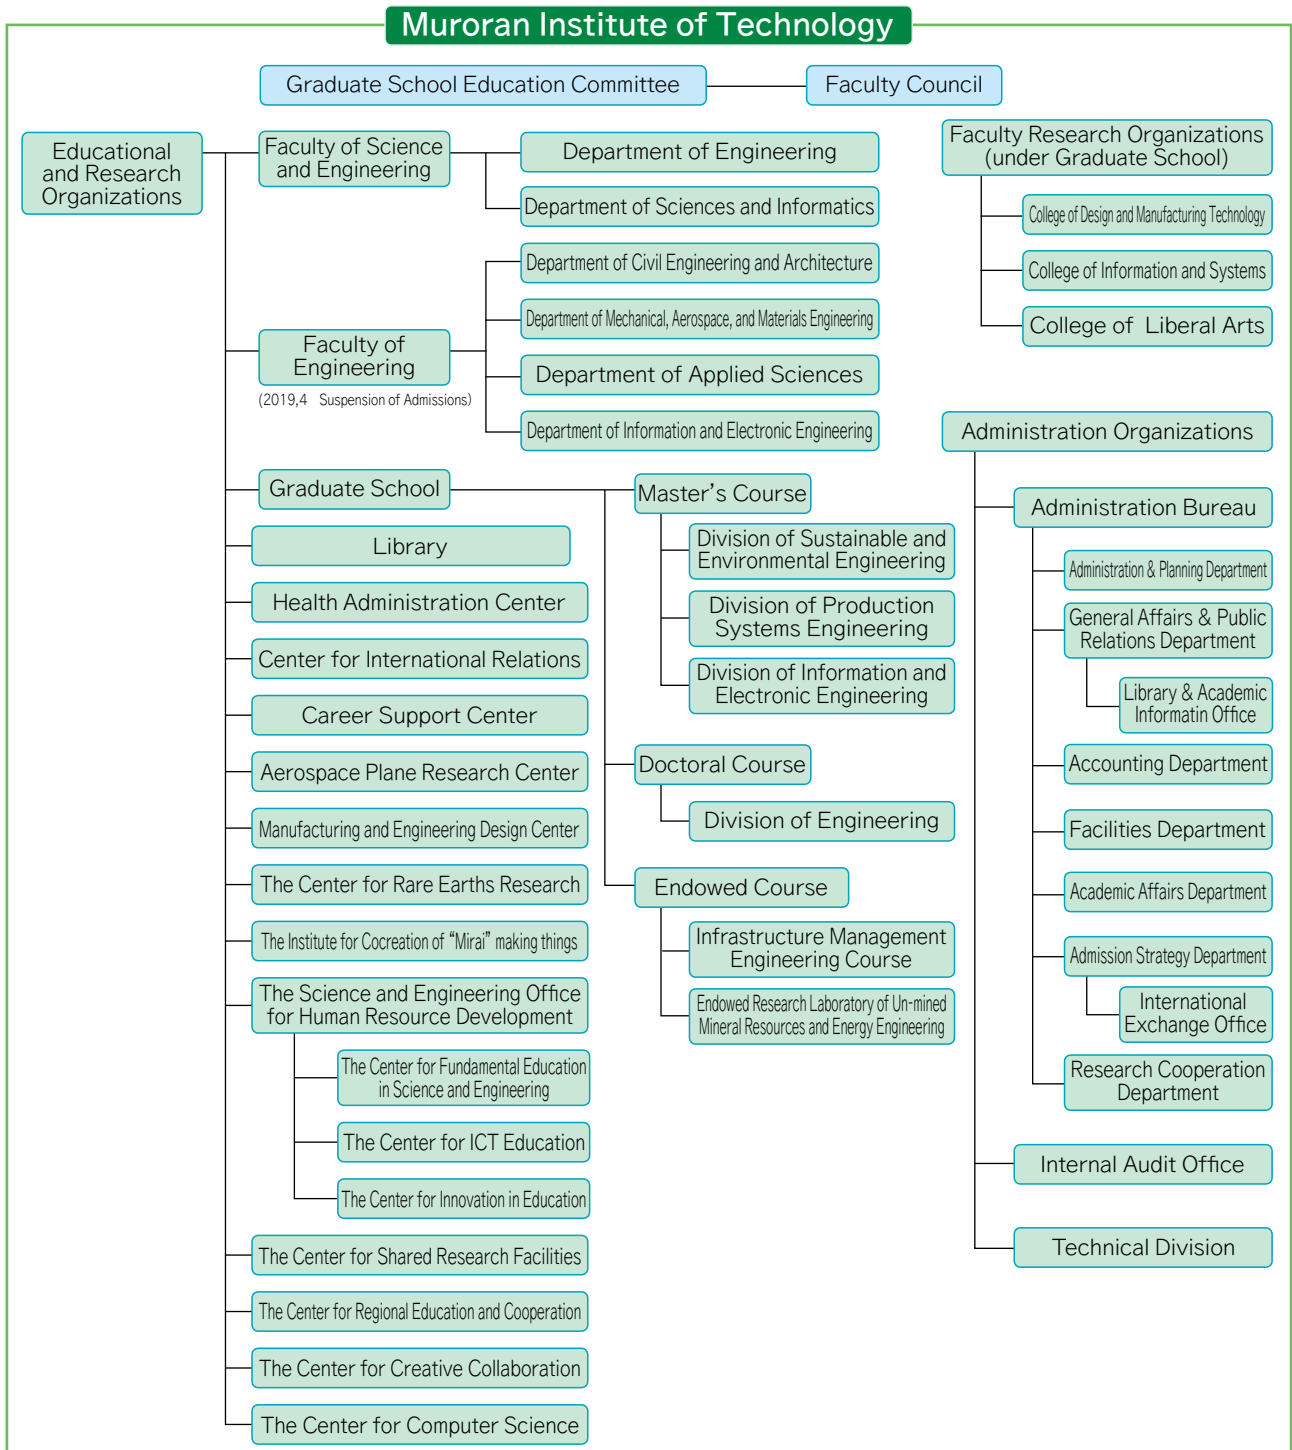 Muroran Institute of Technology
Graduate School Education Committee
Faculty Council
Educational
and Research
Organizations
Faculty of Science
and Engineering
Department of Engineering
Department of Sciences and Informatics
Faculty of
Engineering
(2019,4 Suspension of Admissions)
Department of Civil Engineering and Architecture
Department of Mechanical, Aerospace, and Materials Engineering
Department of Applied Sciences
Department of Information and Electronic Engineering
Graduate School
Master's Course
Division of Sustainable and
Environmental Engineering
Division of Production
Systems Engineering
Division of Information and
Electronic Engineering
Doctoral Course
Division of Engineering
Endowed Course
Infrastructure Management
Engineering Course
Endowed Research Laboratory of Un-mined
Mineral Resources and Energy Engineering
Library
Health Administration Center
Center for International Relations
Career Support Center
Aerospace Plane Research Center
Manufacturing and Engineering Design Center
The Center for Rare Earths Research
The Institute for Cocreation of “Mirai” making things
The Science and Engineering Office
for Human Resource Development
The Center for Fundamental Education
in Science and Engineering
The Center for ICT Education
The Center for Innovation in Education
The Center for Shared Research Facilities
The Center for Regional Education and Cooperation
The Center for Creative Collaboration
The Center for Computer Science
Faculty Research Organizations
(under Graduate School)
College of Design and Manufacturing Technology
College of Information and Systems
College of Liberal Arts
Administration Organizations
Administration Bureau
Administration & Planning Department
General Affairs & Public
Relations Department
Library & Academic
Informatin Office
Accounting Department
Facilities Department
Academic Affairs Department
Admission Strategy Department
International
Exchange Office
Research Cooperation
Department
Internal Audit Office
Technical Division